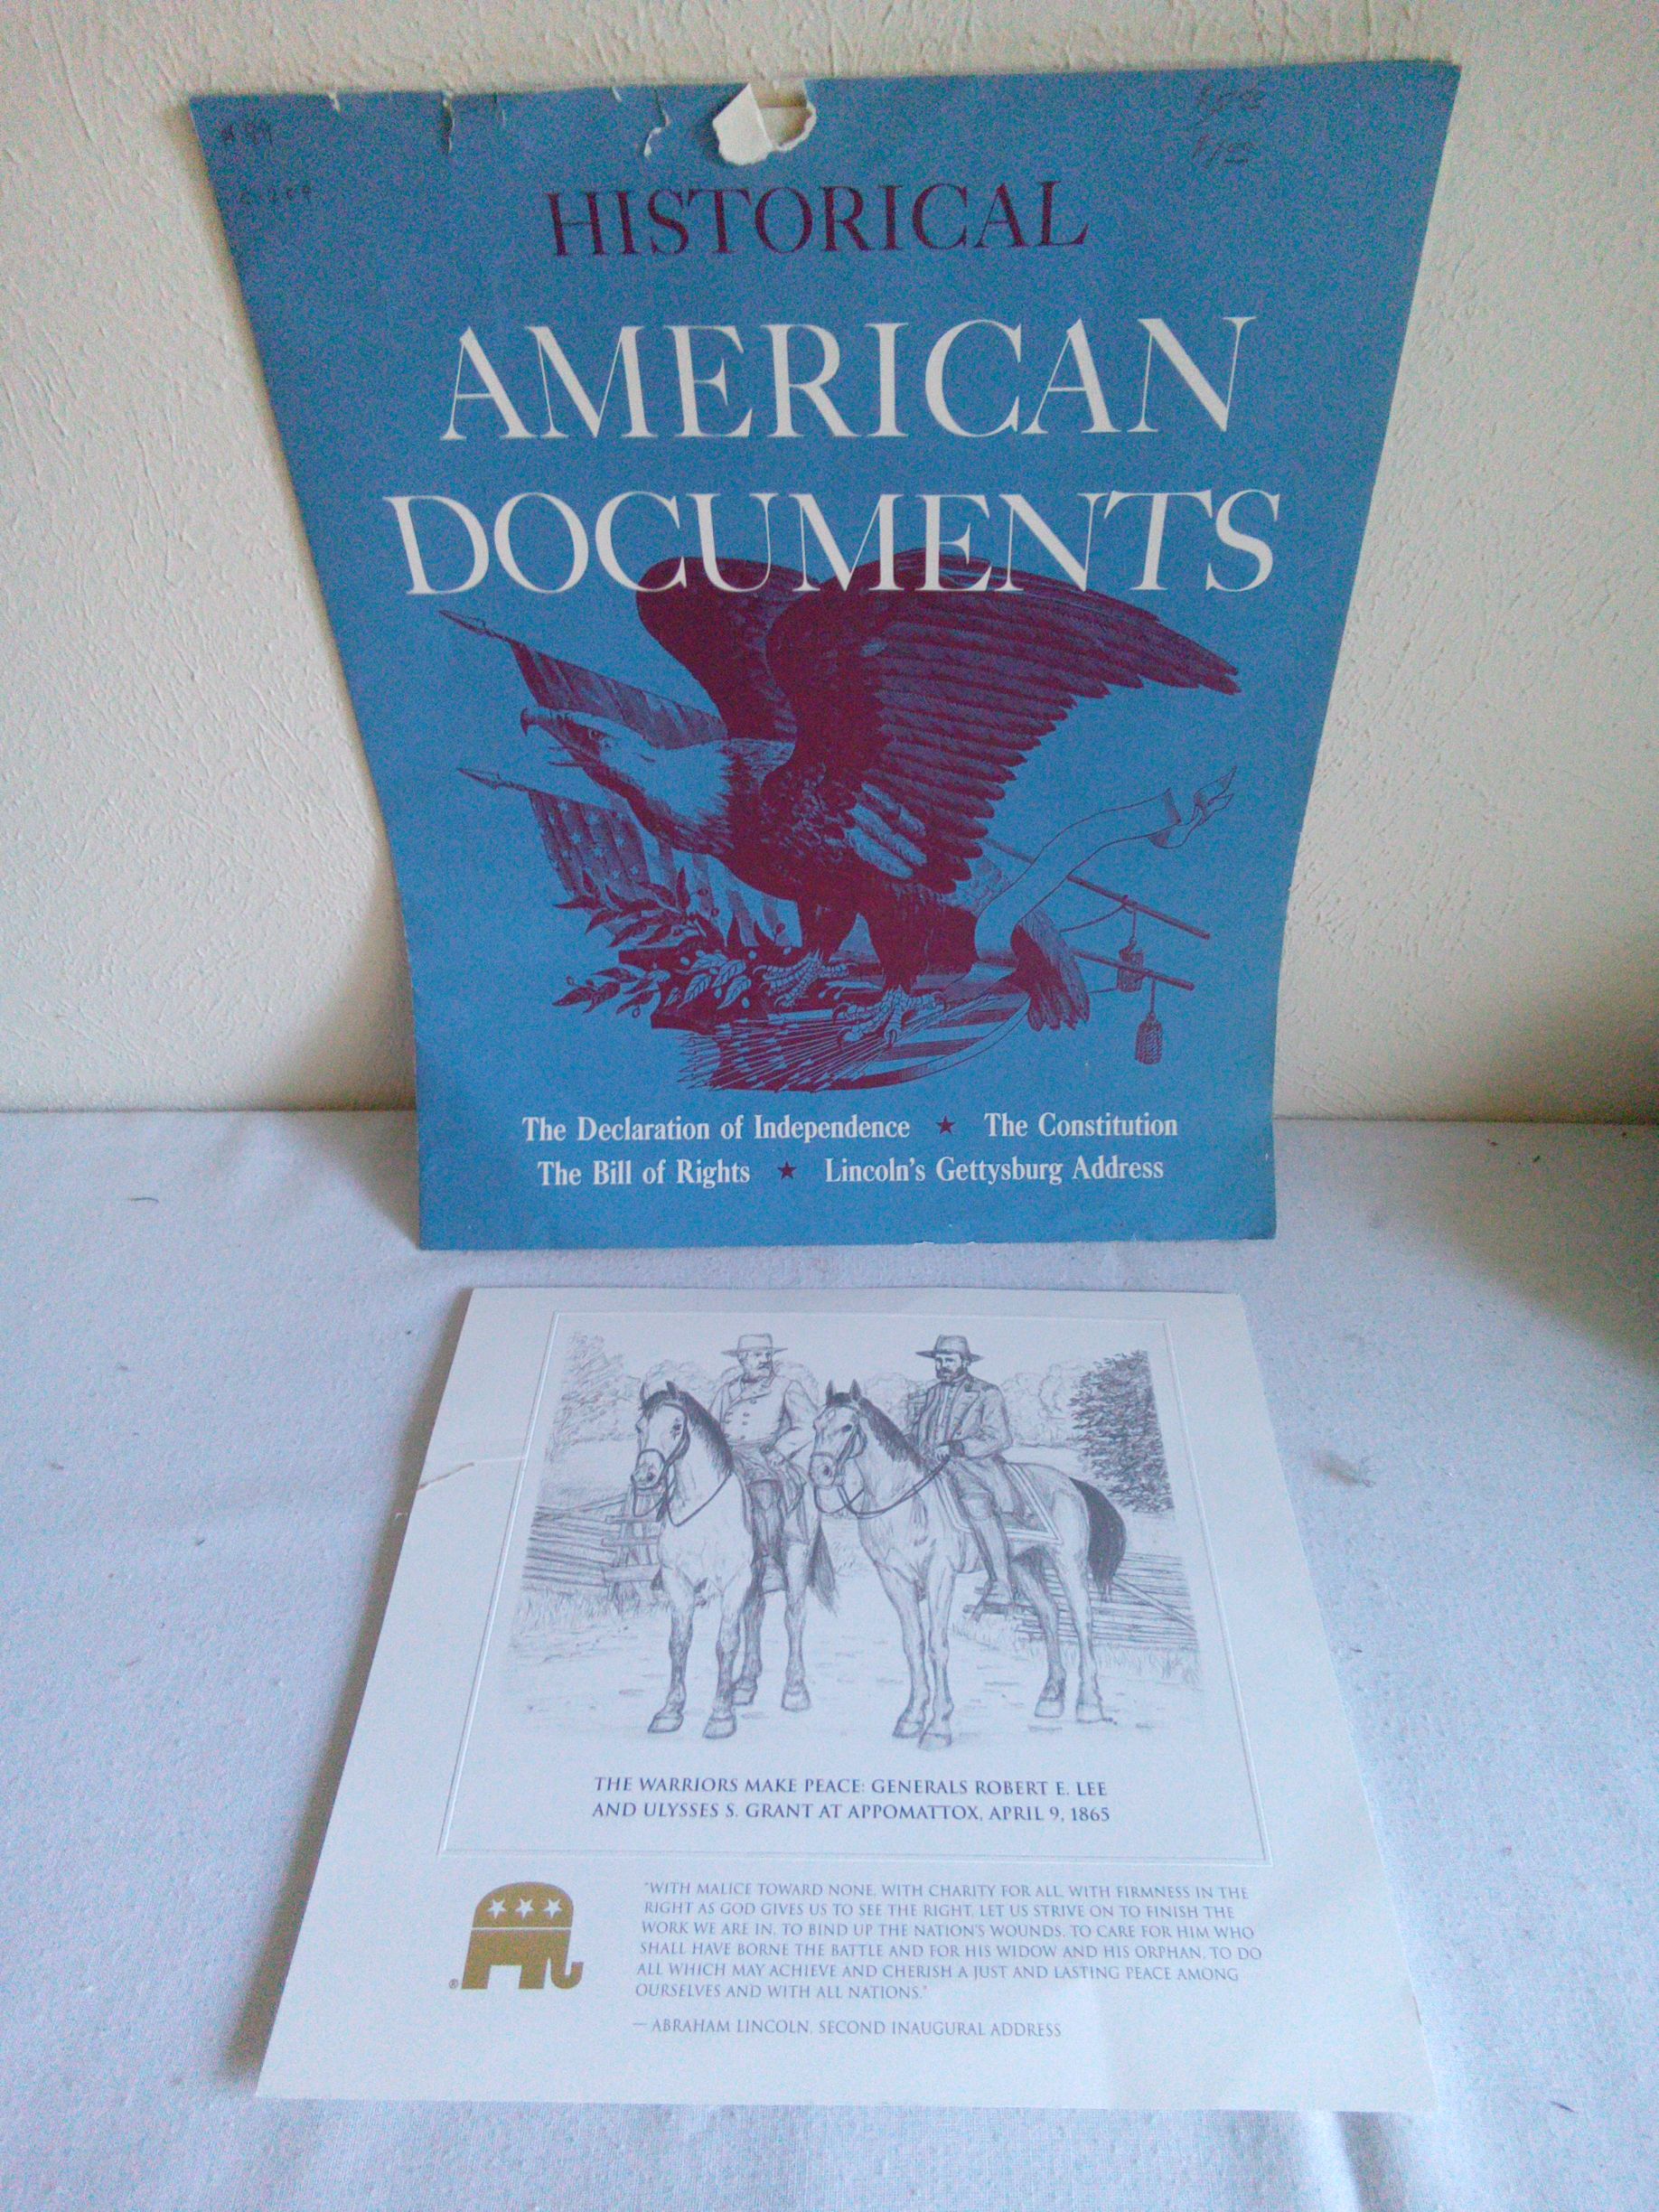 HISTORICAL
AMERICAN
DOCUMENTS
The Declaration of Independence ★ The Constitution
The Bill of Rights ★ Lincoln's Gettysburg Address
THE WARRIORS MAKE PEACE: GENERALS ROBERT E. LEE
AND ULYSSES S. GRANT AT APPOMATTOX, APRIL 9, 1865
"WITH MALICE TOWARD NONE, WITH CHARITY FOR ALL, WITH FIRMNESS IN THE
RIGHT AS GOD GIVES US TO SEE THE RIGHT, LET US STRIVE ON TO FINISH THE
WORK WE ARE IN, TO BIND UP THE NATION'S WOUNDS, TO CARE FOR HIM WHO
SHALL HAVE BORNE THE BATTLE AND FOR HIS WIDOW AND HIS ORPHAN, TO DO
ALL WHICH MAY ACHIEVE AND CHERISH A JUST AND LASTING PEACE AMONG
®
OURSELVES AND WITH ALL NATIONS."
— ABRAHAM LINCOLN, SECOND INAUGURAL ADDRESS